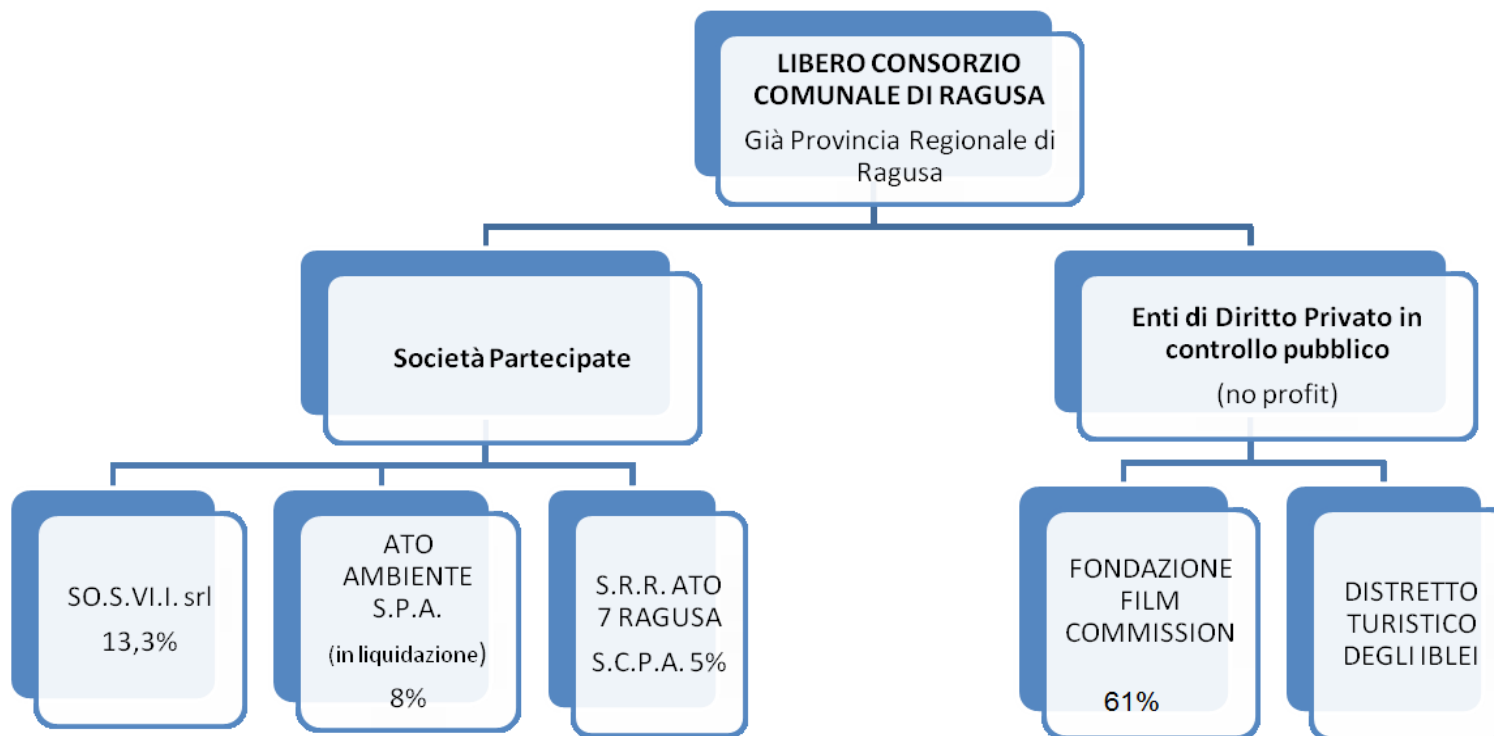 LIBERO CONSORZIO
COMUNALE DI RAGUSA
Già Provincia Regionale di
Ragusa
Società Partecipate
Enti di Diritto Privato in
controllo pubblico
(no profit)
SO.S.VI.I. srl
13,3%
ATO
AMBIENTE
S.P.A.
(in liquidazione)
8%
S.R.R. ATO
7 RAGUSA
S.C.P.A. 5%
FONDAZIONE
FILM
COMMISSION
61%
DISTRETTO
TURISTICO
DEGLI IBLEI